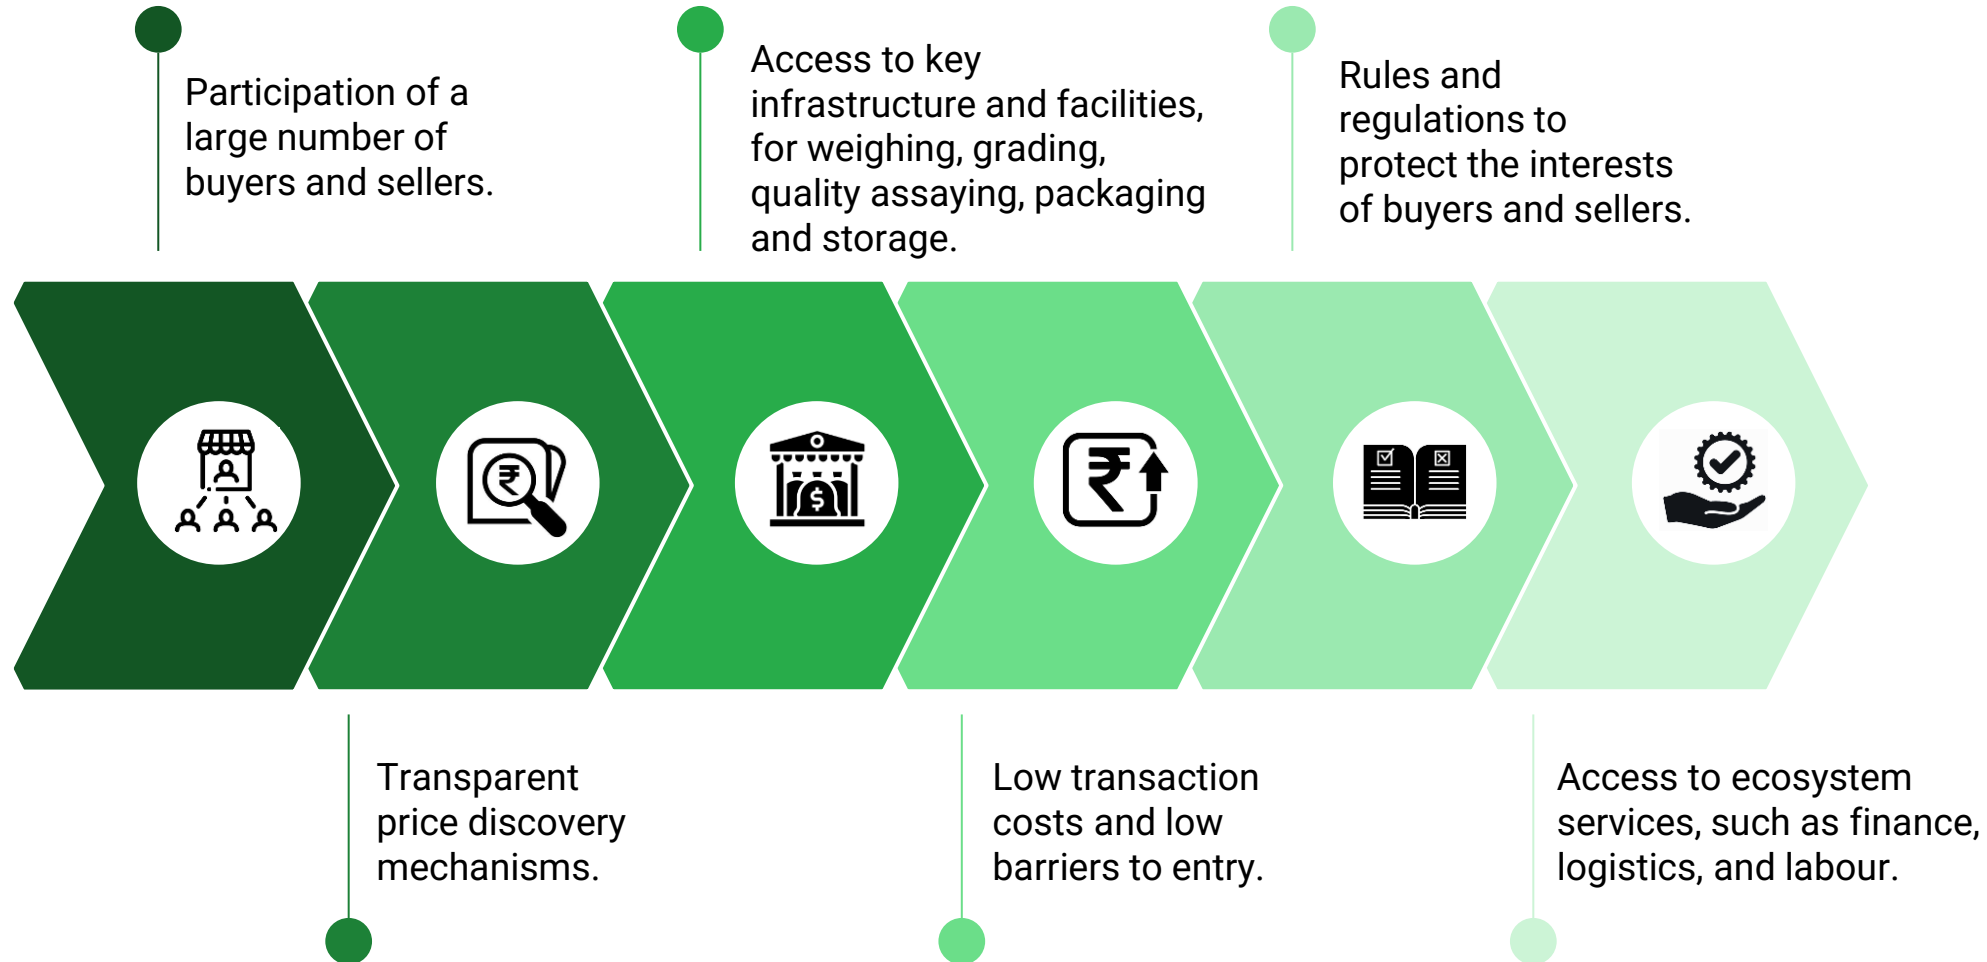 Participation of a
large number of
buyers and sellers.
Transparent
price discovery
mechanisms.
Access to key
infrastructure and facilities,
for weighing, grading,
quality assaying, packaging
and storage.
Low transaction
costs and low
barriers to entry.
Rules and
regulations to
protect the interests
of buyers and sellers.
Access to ecosystem
services, such as finance,
logistics, and labour.